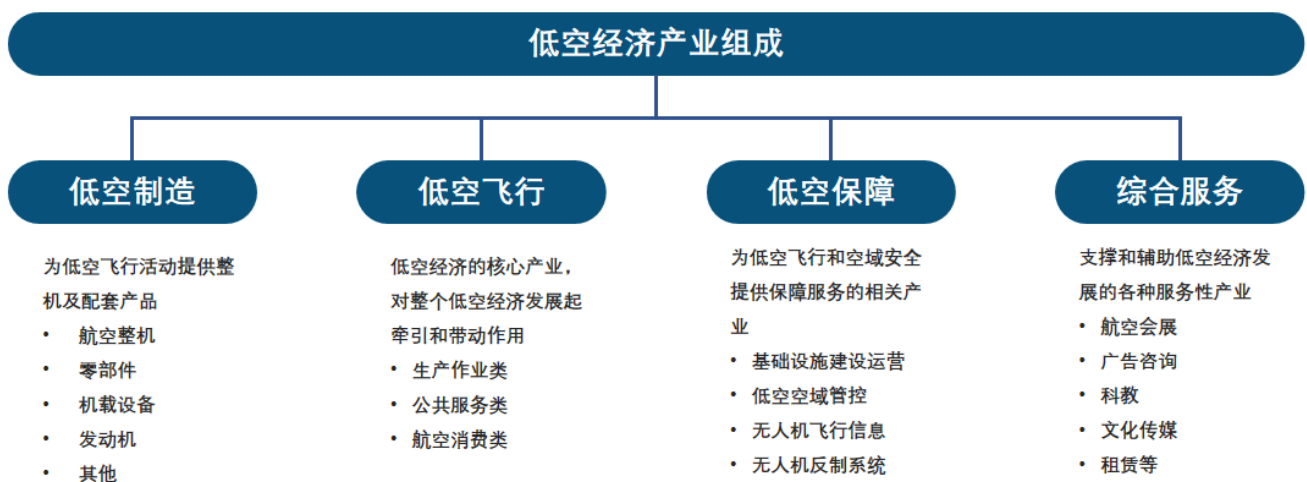 低空经济产业组成
低空制造
为低空飞行活动提供整
机及配套产品
• 航空整机
• 零部件
• 机载设备
• 发动机
• 其他
低空飞行
低空经济的核心产业，
对整个低空经济发展起
牵引和带动作用
• 生产作业类
• 公共服务类
• 航空消费类
低空保障
为低空飞行和空域安全
提供保障服务的相关产
业
• 基础设施建设运营
• 低空空域管控
• 无人机飞行信息
• 无人机反制系统
综合服务
支撑和辅助低空经济发
展的各种服务性产业
• 航空会展
• 广告咨询
• 科教
• 文化传媒
• 租赁等